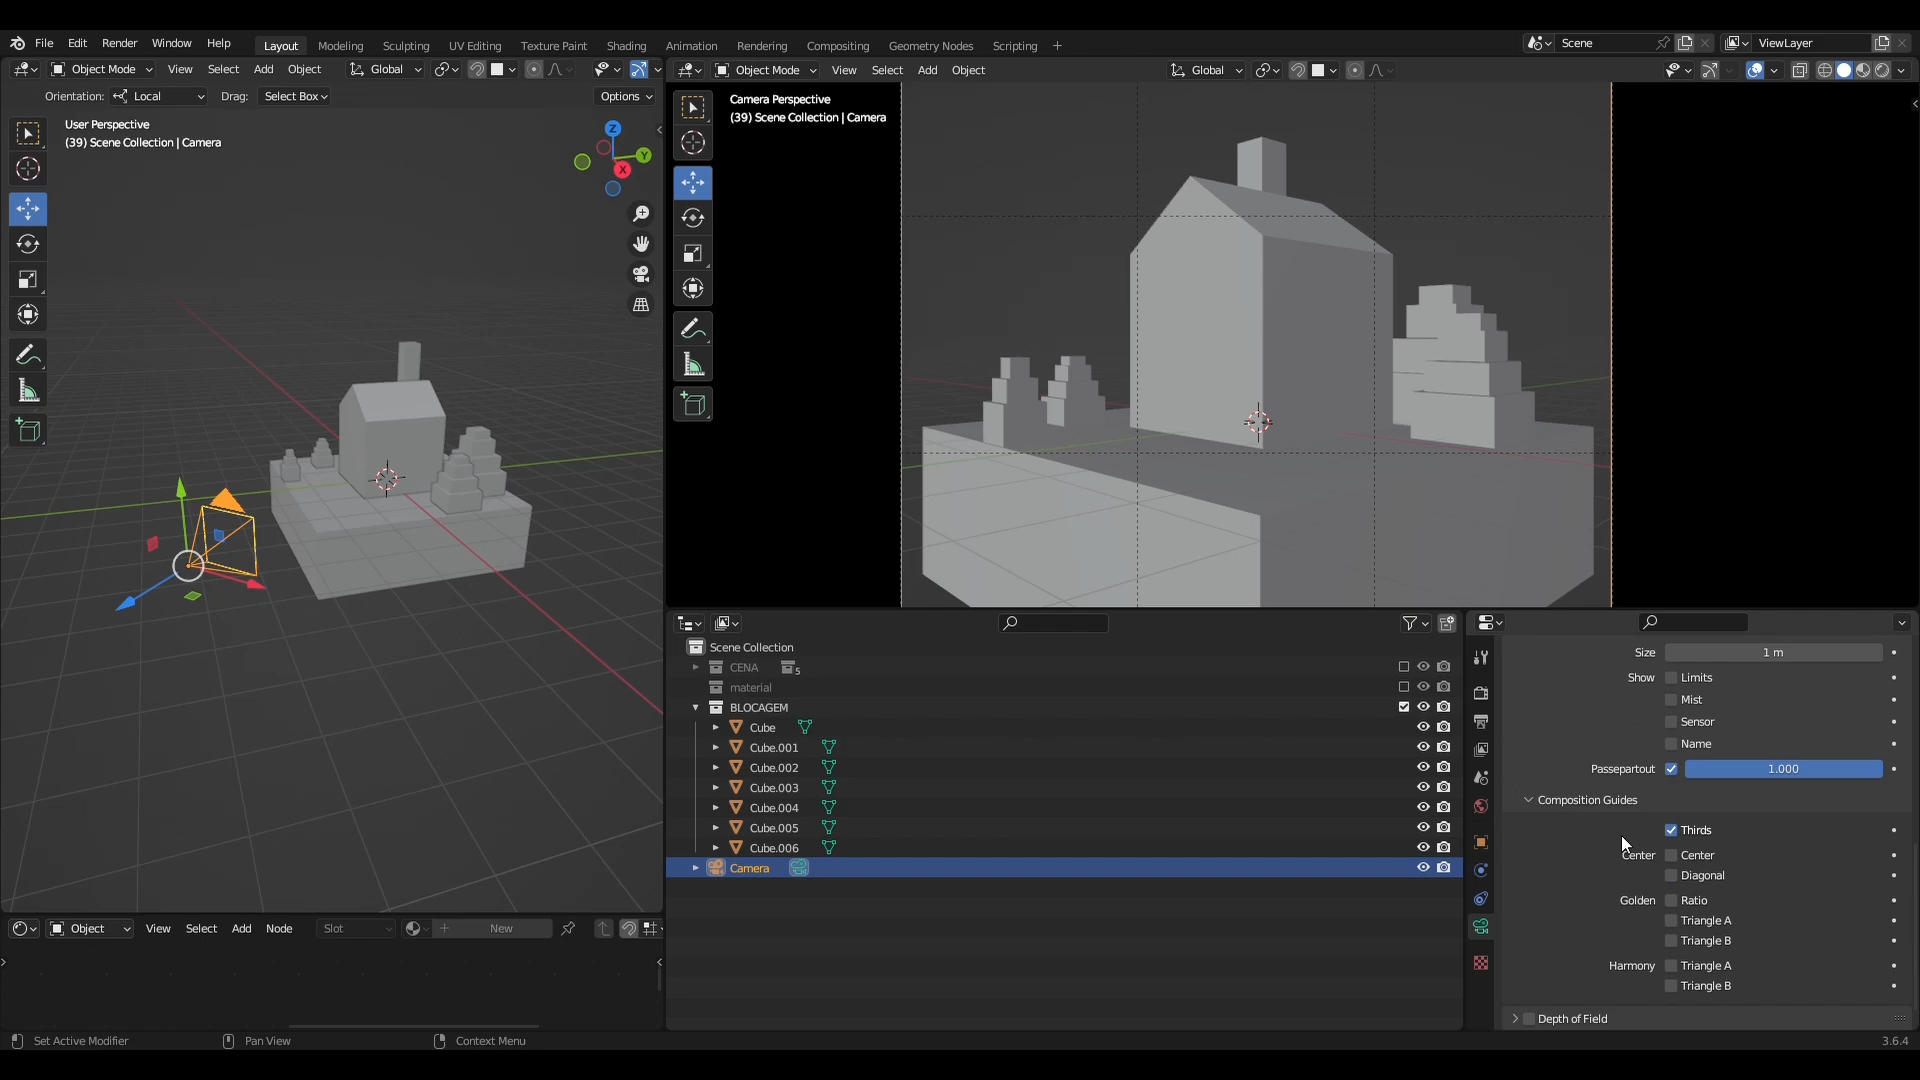 File Edit Render Window Help Layout Modeling Sculpting UV Editing Texture Paint Shading Animation Rendering Compositing Geometry Nodes Scripting + Scene ViewLayer
Object Mode View Select Add Object Global Object Mode View Select Add Object Global
Orientation: Local Drag: Select Box Options
User Perspective
(39) Scene Collection | Camera
Z
Y
X
Camera Perspective
(39) Scene Collection | Camera
Scene Collection
CENA 5
material
BLOCAGEM
Cube
Cube.001
Cube.002
Cube.003
Cube.004
Cube.005
Cube.006
Camera
Size 1 m
Show Limits
Mist
Sensor
Name
Passepartout 1.000
Composition Guides
Thirds
Center Center
Diagonal
Golden Ratio
Triangle A
Triangle B
Harmony Triangle A
Triangle B
Depth of Field
Object View Select Add Node Slot New
Set Active Modifier Pan View Context Menu 3.6.4